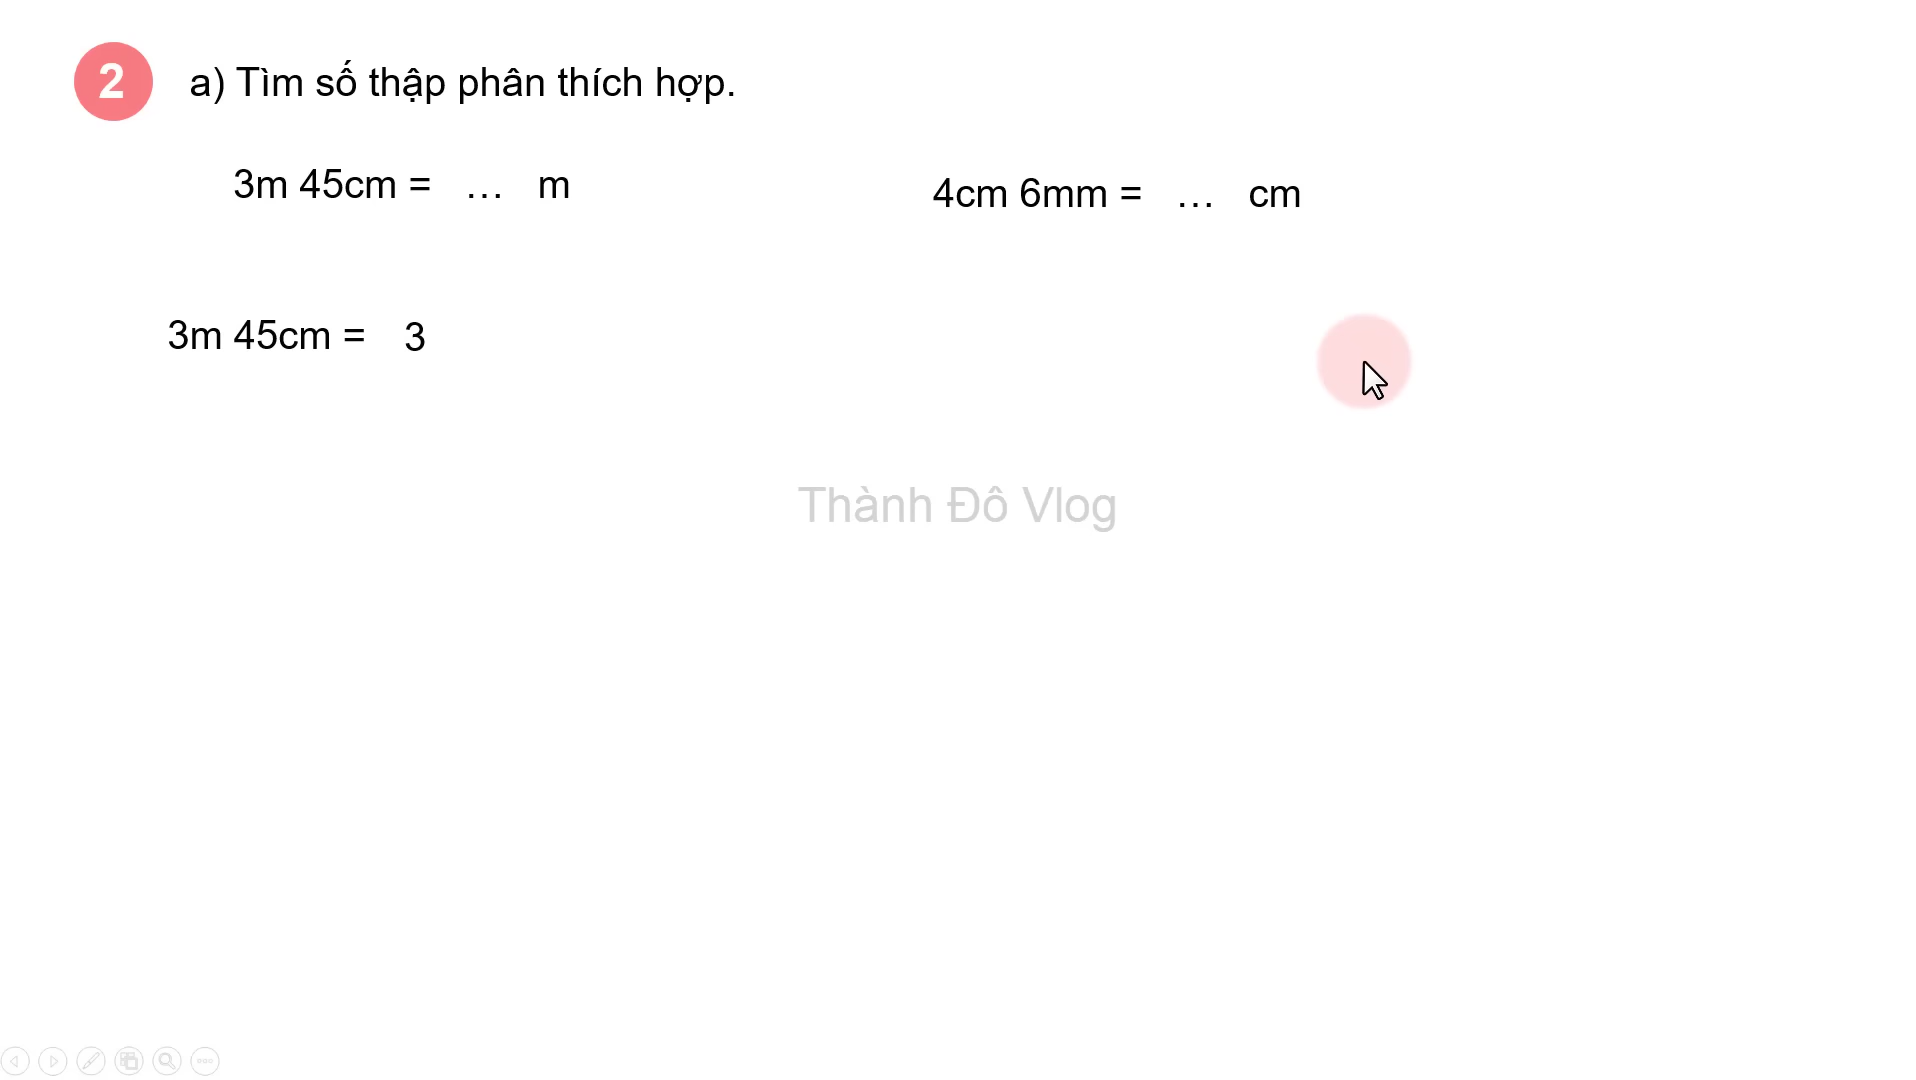 2 a) Tìm số thập phân thích hợp.
3m 45cm = … m
4cm 6mm = … cm
3m 45cm = 3
Thành Đô Vlog